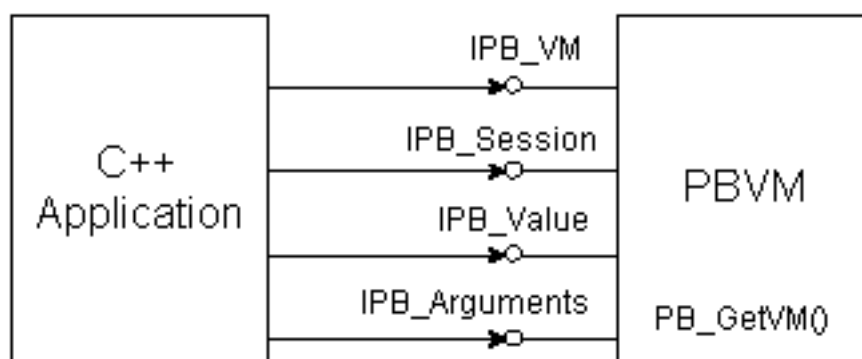 IPB_VM
IPB_Session
C++
Application
PBVM
IPB_Value
IPB_Arguments
PB_GetVM()